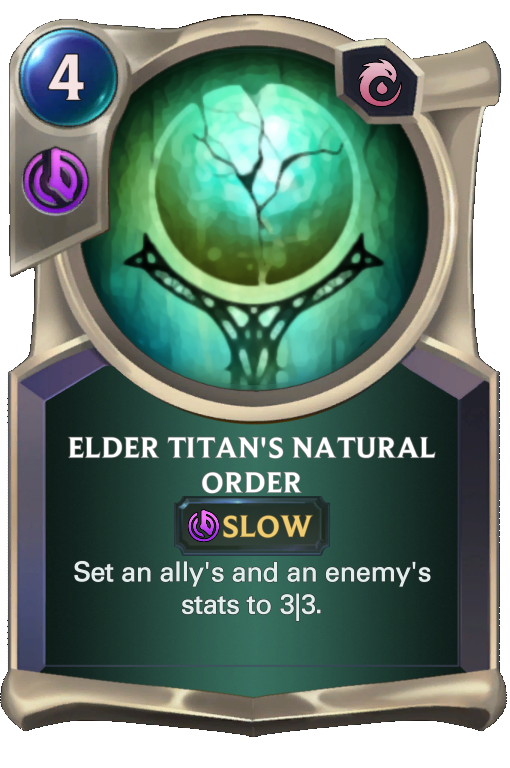 4
ELDER TITAN'S NATURAL
ORDER
SLOW
Set an ally's and an enemy's
stats to 3|3.